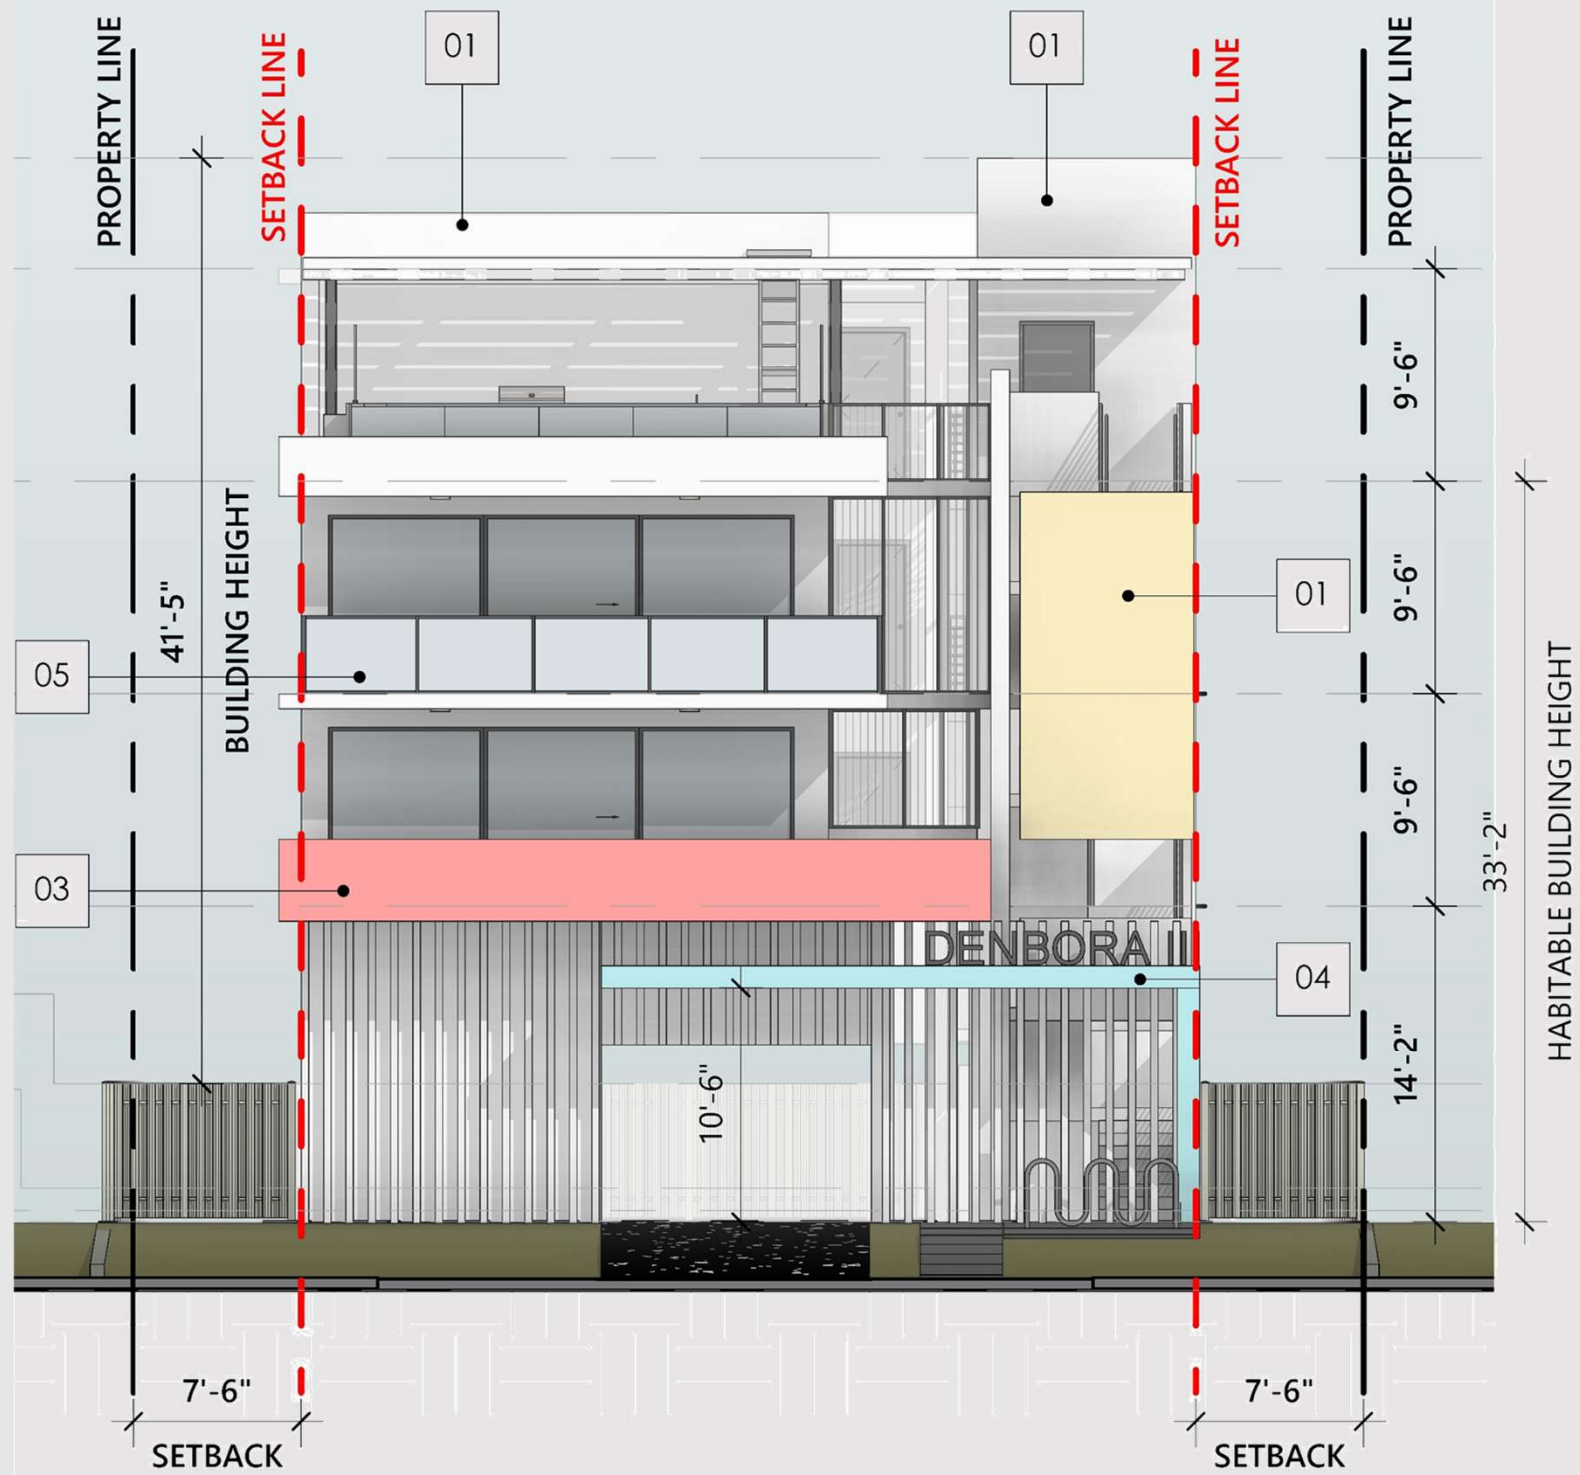 PROPERTY LINE
SETBACK LINE
01
01
SETBACK LINE
PROPERTY LINE
9'-6"
41'-5"
BUILDING HEIGHT
9'-6"
01
05
9'-6"
33'-2"
HABITABLE BUILDING HEIGHT
03
DENBORA II
04
10'-6"
14'-2"
7'-6"
SETBACK
7'-6"
SETBACK